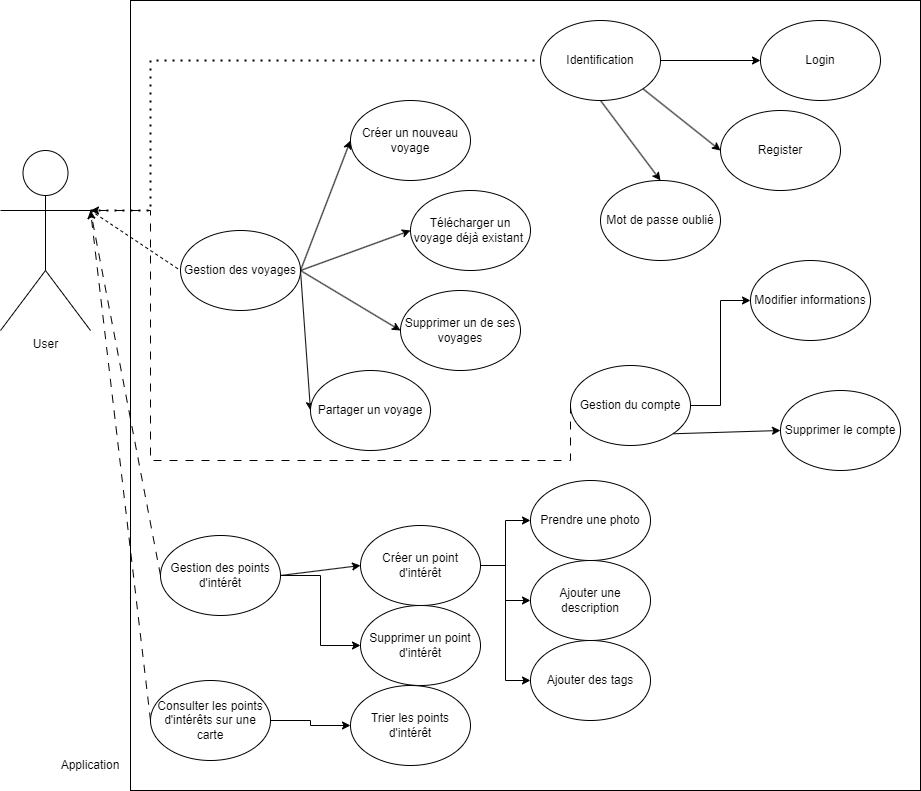 Identification
Login
Register
Mot de passe oublié
Créer un nouveau
voyage
Télécharger un
voyage déjà existant
Gestion des voyages
Supprimer un de ses
voyages
Partager un voyage
User
Modifier informations
Gestion du compte
Supprimer le compte
Gestion des points
d'intérêt
Créer un point
d'intérêt
Supprimer un point
d'intérêt
Prendre une photo
Ajouter une
description
Ajouter des tags
Consulter les points
d'intérêts sur une
carte
Trier les points
d'intérêt
Application